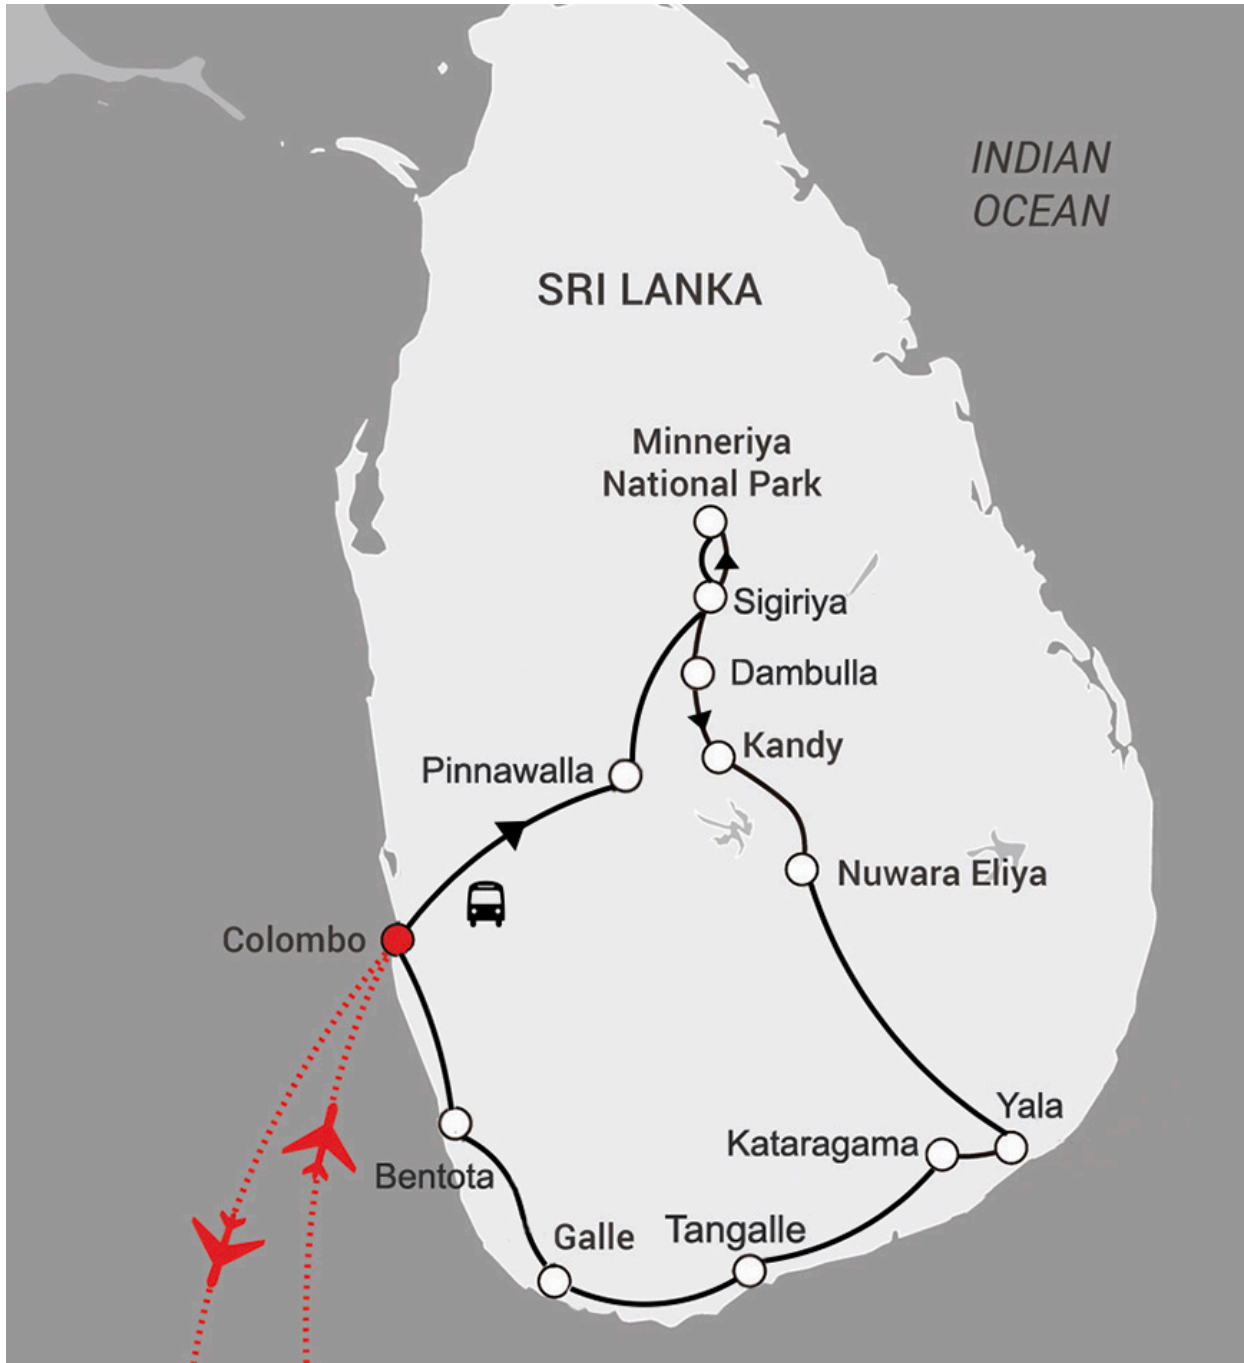 INDIAN
OCEAN
SRI LANKA
Minneriya
National Park
Sigiriya
Dambulla
Kandy
Pinnawalla
Nuwara Eliya
Colombo
Yala
Kataragama
Bentota
Tangalle
Galle